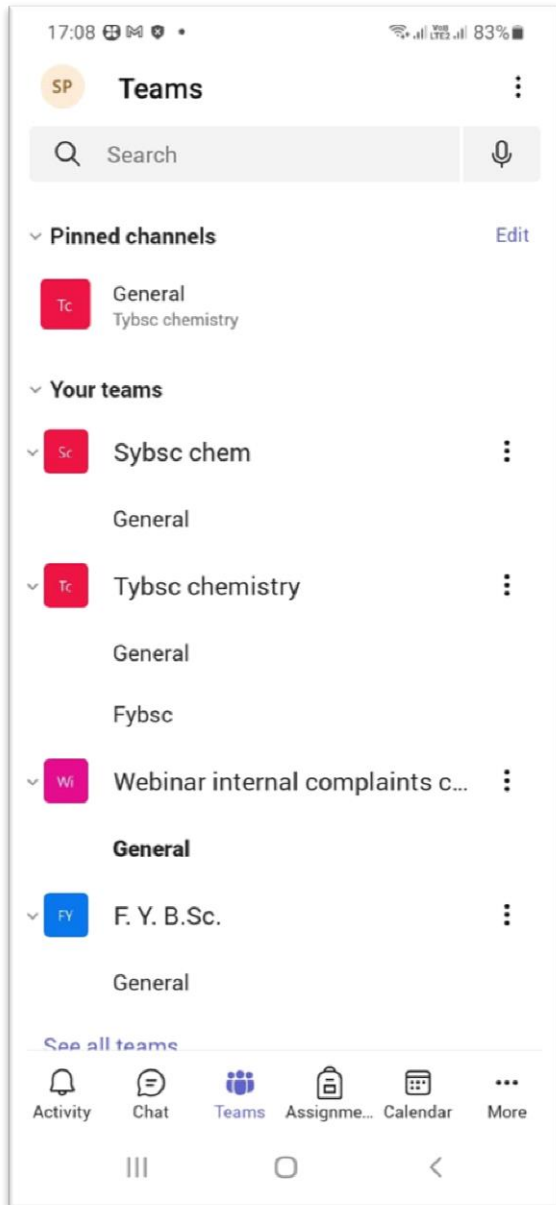 17:08 83%
SP Teams
Search
Pinned channels Edit
Tc General
Tybsc chemistry
Your teams
Sc Sybsc chem
General
Tc Tybsc chemistry
General
Fybsc
Wi Webinar internal complaints c...
General
FY F. Y. B.Sc.
General
See all teams
Activity Chat Teams Assignme... Calendar More